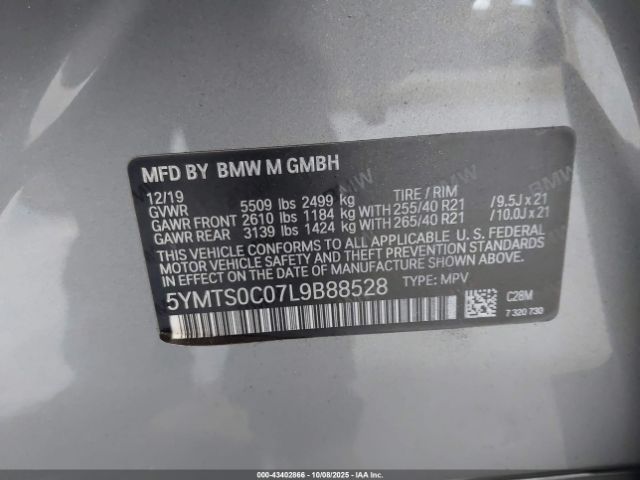 MFD BY BMW M GMBH
12/19 TIRE / RIM
GVWR 5509 lbs 2499 kg
GAWR FRONT 2610 lbs 1184 kg WITH 255/40 R21 /9.5J x 21
GAWR REAR 3139 lbs 1424 kg WITH 265/40 R21 /10.0J x 21
THIS VEHICLE CONFORMS TO ALL APPLICABLE U.S. FEDERAL
MOTOR VEHICLE SAFETY AND THEFT PREVENTION STANDARDS
IN EFFECT ON THE DATE OF MANUFACTURE SHOWN ABOVE.
5YMTS0C07L9B88528 TYPE: MPV
C28M
7 320 730
000-43402866 - 10/08/2025 - COPYRIGHT IAA, LLC.